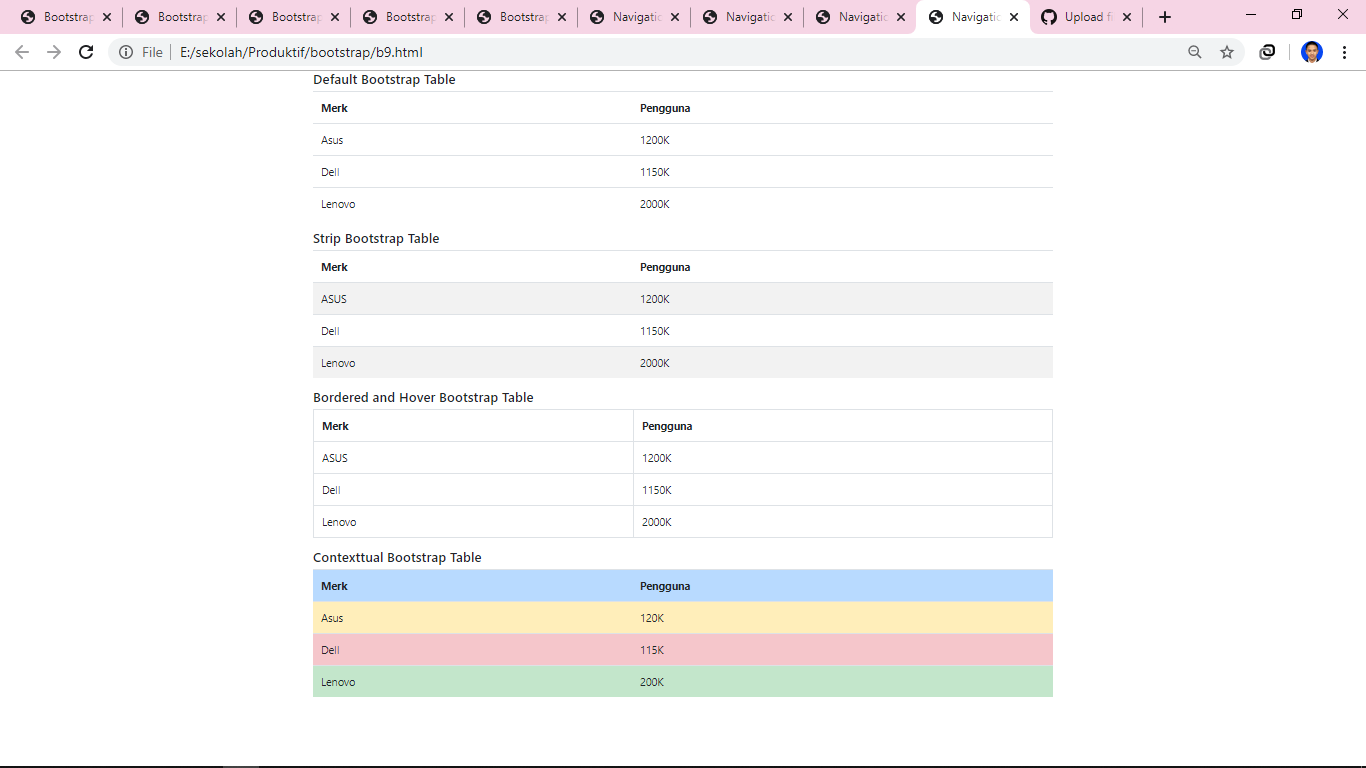 Bootstrap Bootstrap Bootstrap Bootstrap Bootstrap Navigatic Navigatic Navigatic Navigatic Upload fi
File E:/sekolah/Produktif/bootstrap/b9.html
Default Bootstrap Table
Merk Pengguna
Asus 1200K
Dell 1150K
Lenovo 2000K
Strip Bootstrap Table
Merk Pengguna
ASUS 1200K
Dell 1150K
Lenovo 2000K
Bordered and Hover Bootstrap Table
Merk Pengguna
ASUS 1200K
Dell 1150K
Lenovo 2000K
Contexttual Bootstrap Table
Merk Pengguna
Asus 120K
Dell 115K
Lenovo 200K